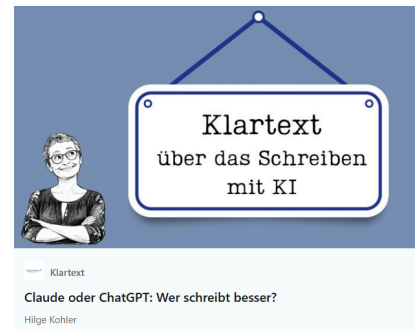 Klartext
über das Schreiben
mit KI
Klartext
Claude oder ChatGPT: Wer schreibt besser?
Hilge Kohler